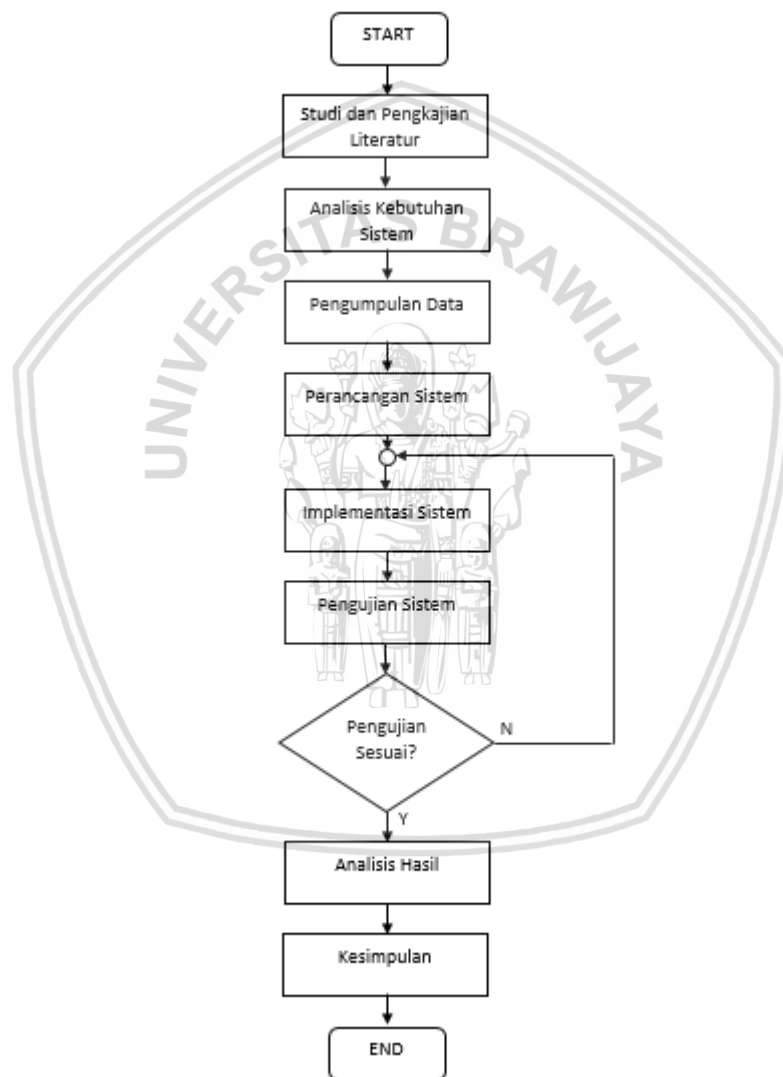 START
Studi dan Pengkajian
Literatur
Analisis Kebutuhan
Sistem
UNIVERSITAS BRAWIJAYA
Pengumpulan Data
Perancangan Sistem
Implementasi Sistem
Pengujian Sistem
Pengujian
Sesuai?
N
Y
Analisis Hasil
Kesimpulan
END